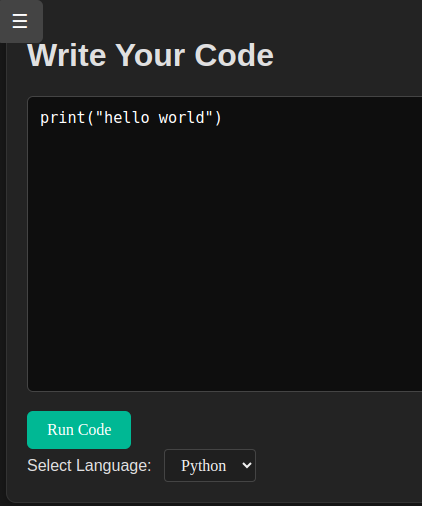 ☰
Write Your Code
print("hello world")
Run Code
Select Language: Python